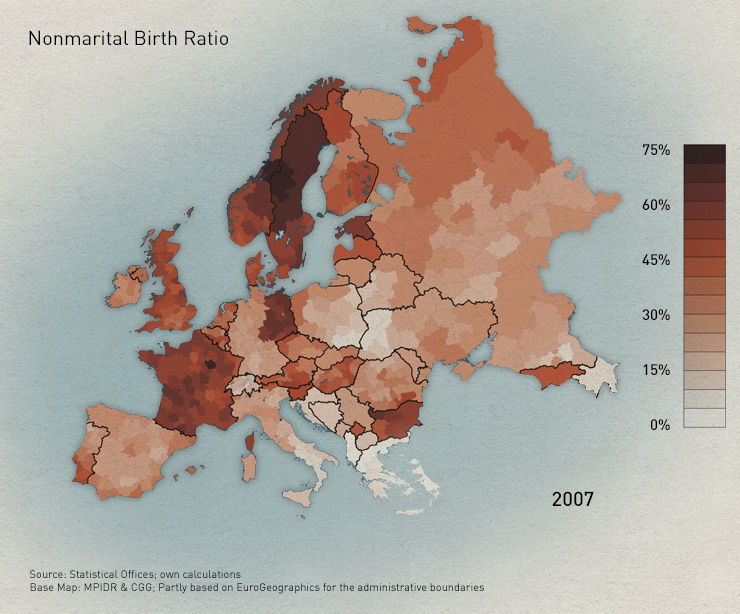 Nonmarital Birth Ratio
75%
60%
45%
30%
15%
0%
2007
Source: Statistical Offices; own calculations
Base Map: MPIDR & CGG; Partly based on EuroGeographics for the administrative boundaries